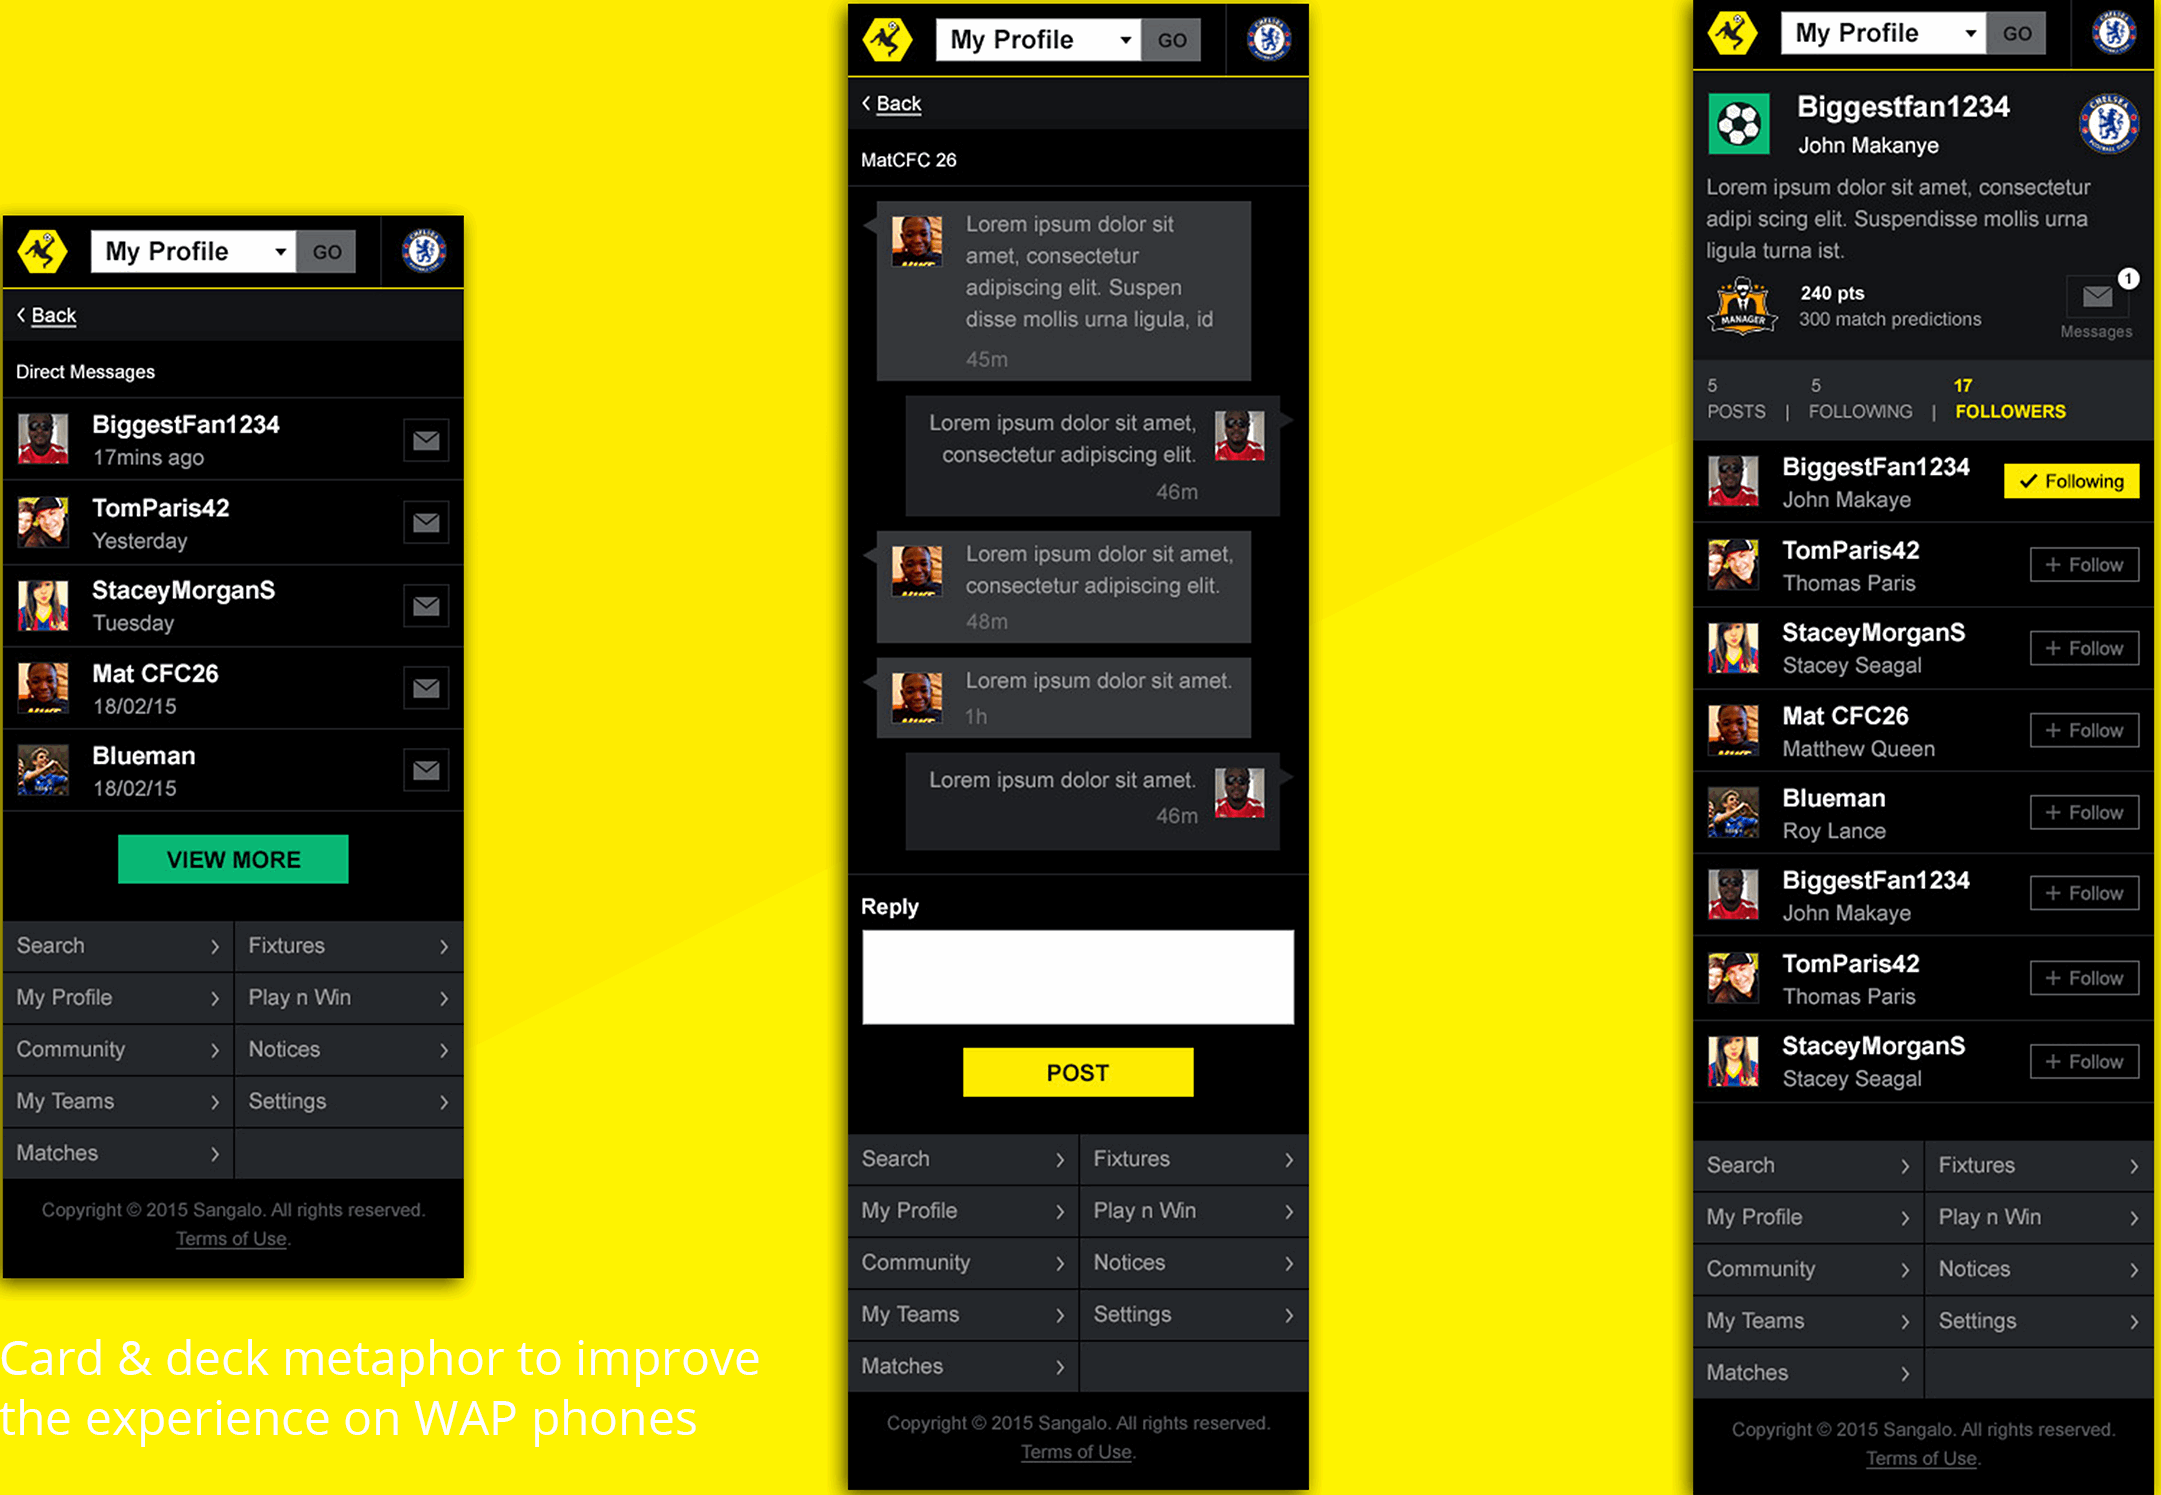 My Profile GO
Back
Direct Messages
BiggestFan1234
17mins ago
TomParis42
Yesterday
StaceyMorganS
Tuesday
Mat CFC26
18/02/15
Blueman
18/02/15
VIEW MORE
Search Fixtures
My Profile Play n Win
Community Notices
My Teams Settings
Matches
Copyright © 2015 Sangalo. All rights reserved.
Terms of Use.
Card & deck metaphor to improve
the experience on WAP phones
My Profile GO
CHELSEA
Back
MatCFC 26
Lorem ipsum dolor sit
amet, consectetur
adipiscing elit. Suspen
disse mollis urna ligula, id
45m
Lorem ipsum dolor sit amet,
consectetur adipiscing elit.
46m
Lorem ipsum dolor sit amet,
consectetur adipiscing elit.
48m
Lorem ipsum dolor sit amet.
1h
Lorem ipsum dolor sit amet.
46m
Reply
POST
Search Fixtures
My Profile Play n Win
Community Notices
My Teams Settings
Matches
Copyright © 2015 Sangalo. All rights reserved.
Terms of Use.
My Profile GO
Biggestfan1234
John Makanye
CHELSEA
FOOTBALL CLUB
Lorem ipsum dolor sit amet, consectetur
adipi scing elit. Suspendisse mollis urna
ligula turna ist.
MANAGER
240 pts
300 match predictions
1
Messages
5 5 17
POSTS | FOLLOWING | FOLLOWERS
BiggestFan1234
John Makaye
Following
TomParis42
Thomas Paris
+ Follow
StaceyMorganS
Stacey Seagal
+ Follow
Mat CFC26
Matthew Queen
+ Follow
Blueman
Roy Lance
+ Follow
BiggestFan1234
John Makaye
+ Follow
TomParis42
Thomas Paris
+ Follow
StaceyMorganS
Stacey Seagal
+ Follow
Search Fixtures
My Profile Play n Win
Community Notices
My Teams Settings
Matches
Copyright © 2015 Sangalo. All rights reserved.
Terms of Use.